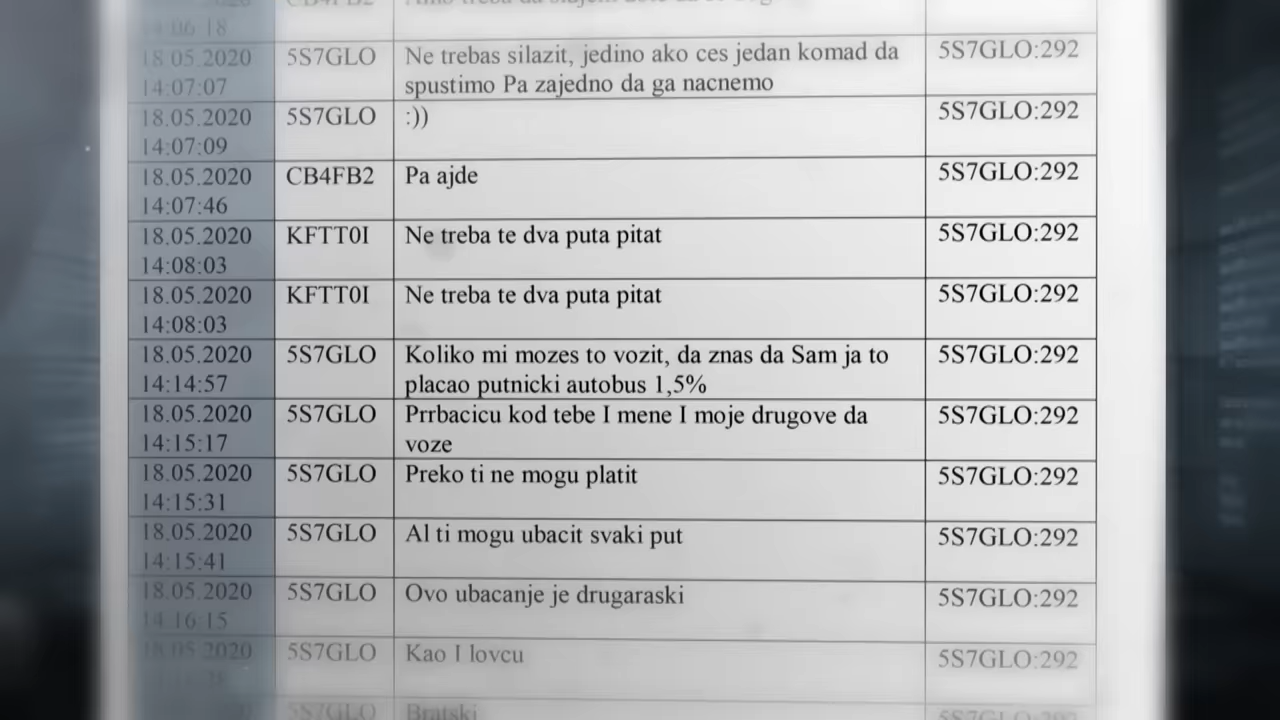 14:06:18
18.05.2020 5S7GLO Ne trebas silazit, jedino ako ces jedan komad da 5S7GLO:292
14:07:07 spustimo Pa zajedno da ga nacnemo
18.05.2020 5S7GLO :)) 5S7GLO:292
14:07:09
18.05.2020 CB4FB2 Pa ajde 5S7GLO:292
14:07:46
18.05.2020 KFTT0I Ne treba te dva puta pitat 5S7GLO:292
14:08:03
18.05.2020 KFTT0I Ne treba te dva puta pitat 5S7GLO:292
14:08:03
18.05.2020 5S7GLO Koliko mi mozes to vozit, da znas da Sam ja to 5S7GLO:292
14:14:57 placao putnicki autobus 1,5%
18.05.2020 5S7GLO Prrbacicu kod tebe I mene I moje drugove da 5S7GLO:292
14:15:17 voze
18.05.2020 5S7GLO Preko ti ne mogu platit 5S7GLO:292
14:15:31
18.05.2020 5S7GLO Al ti mogu ubacit svaki put 5S7GLO:292
14:15:41
18.05.2020 5S7GLO Ovo ubacanje je drugaraski 5S7GLO:292
14:16:15
18.05.2020 5S7GLO Kao I lovcu 5S7GLO:292
5S7GLO Bratski